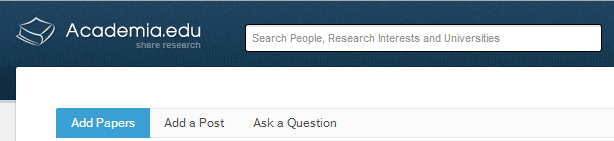 Academia.edu
share research
Search People, Research Interests and Universities
Add Papers Add a Post Ask a Question